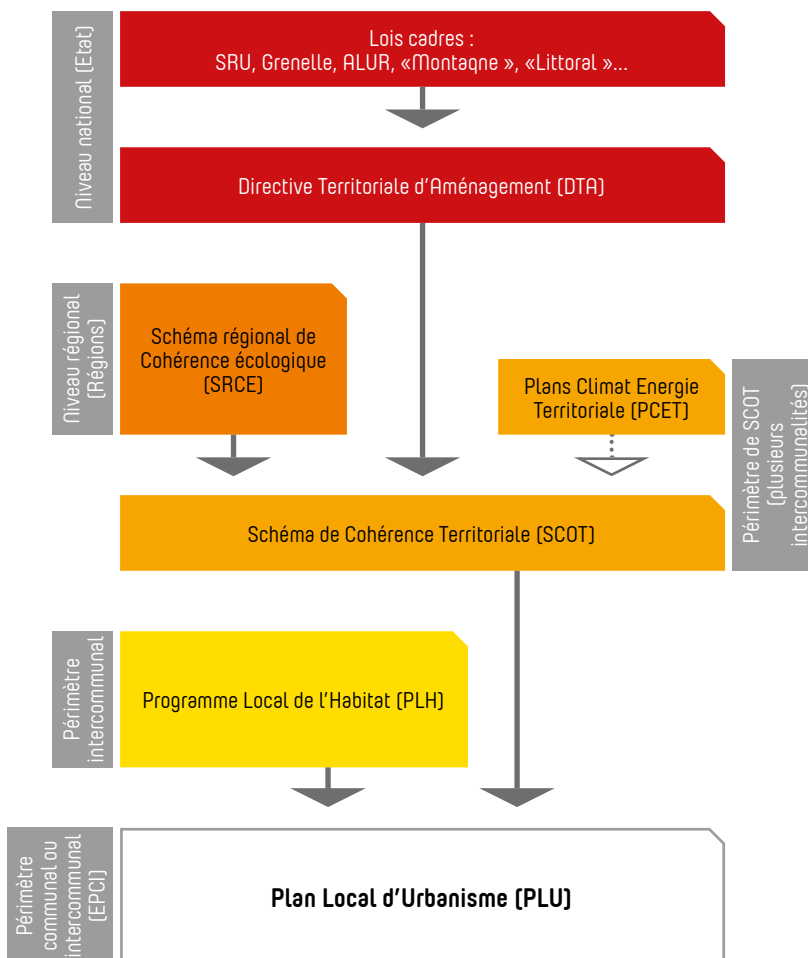 Niveau national (Etat)
Lois cadres :
SRU, Grenelle, ALUR, «Montagne », «Littoral »...
Directive Territoriale d'Aménagement (DTA)
Niveau régional
(Régions)
Schéma régional de
Cohérence écologique
(SRCE)
Plans Climat Energie
Territoriale (PCET)
Périmètre de SCOT
(plusieurs
intercommunalités)
Schéma de Cohérence Territoriale (SCOT)
Périmètre
intercommunal
Programme Local de l'Habitat (PLH)
Périmètre
communal ou
intercommunal
(EPCI)
Plan Local d'Urbanisme (PLU)